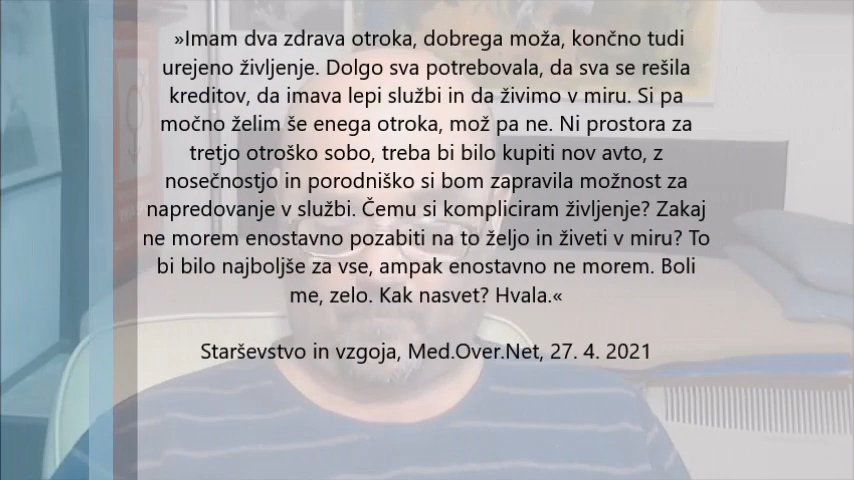 »Imam dva zdrava otroka, dobrega moža, končno tudi
urejeno življenje. Dolgo sva potrebovala, da sva se rešila
kreditov, da imava lepi službi in da živimo v miru. Si pa
močno želim še enega otroka, mož pa ne. Ni prostora za
tretjo otroško sobo, treba bi bilo kupiti nov avto, z
nosečnostjo in porodniško si bom zapravila možnost za
napredovanje v službi. Čemu si kompliciram življenje? Zakaj
ne morem enostavno pozabiti na to željo in živeti v miru? To
bi bilo najboljše za vse, ampak enostavno ne morem. Boli
me, zelo. Kak nasvet? Hvala.«
Starševstvo in vzgoja, Med.Over.Net, 27. 4. 2021